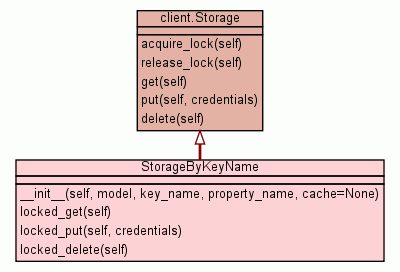 client.Storage
acquire_lock(self)
release_lock(self)
get(self)
put(self, credentials)
delete(self)
StorageByKeyName
__init__(self, model, key_name, property_name, cache=None)
locked_get(self)
locked_put(self, credentials)
locked_delete(self)